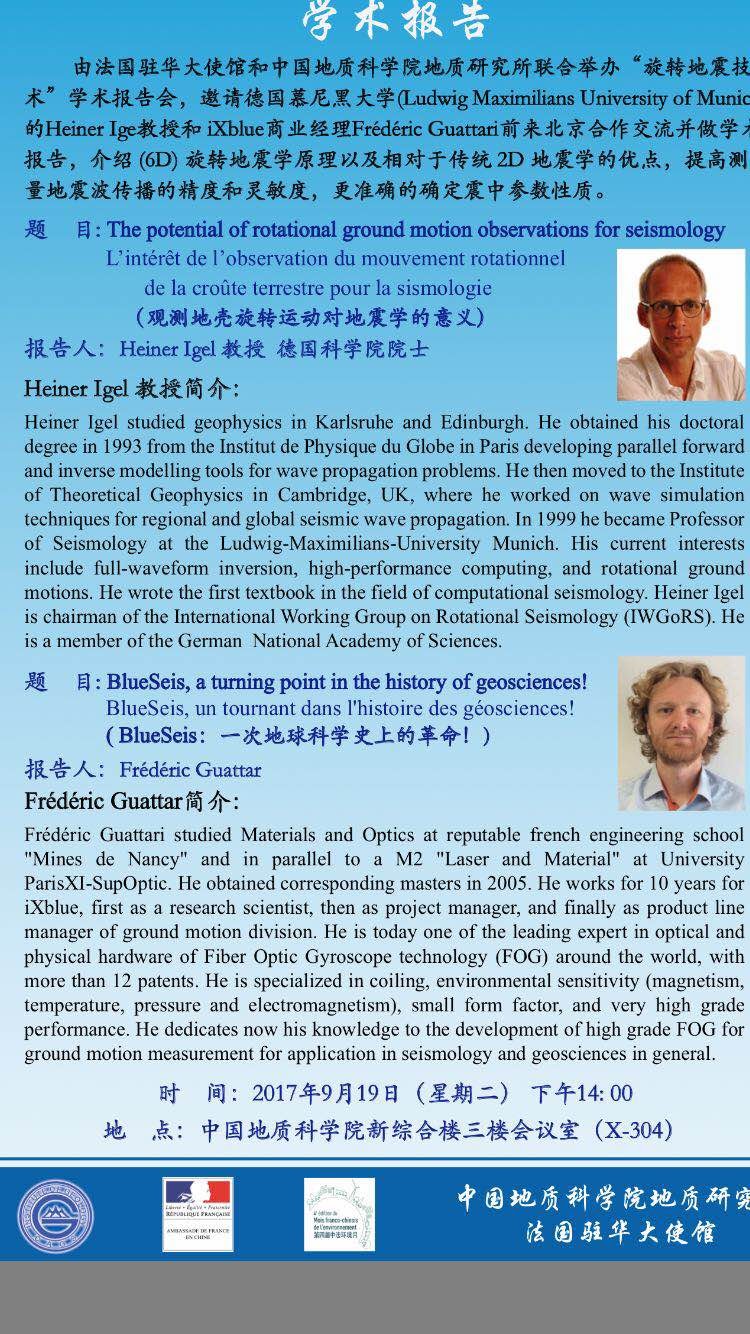 学术报告
由法国驻华大使馆和中国地质科学院地质研究所联合举办“旋转地震技
术”学术报告会，邀请德国慕尼黑大学(Ludwig Maximilians University of Munic
的Heiner Ige教授和 iXblue商业经理Frédéric Guattari前来北京合作交流并做学术
报告，介绍 (6D) 旋转地震学原理以及相对于传统 2D 地震学的优点，提高测
量地震波传播的精度和灵敏度，更准确的确定震中参数性质。
题 目: The potential of rotational ground motion observations for seismology
L’intérêt de l’observation du mouvement rotationnel
de la croûte terrestre pour la sismologie
（观测地壳旋转运动对地震学的意义）
报告人：Heiner Igel 教授 德国科学院院士
Heiner Igel 教授简介：
Heiner Igel studied geophysics in Karlsruhe and Edinburgh. He obtained his doctoral
degree in 1993 from the Institut de Physique du Globe in Paris developing parallel forward
and inverse modelling tools for wave propagation problems. He then moved to the Institute
of Theoretical Geophysics in Cambridge, UK, where he worked on wave simulation
techniques for regional and global seismic wave propagation. In 1999 he became Professor
of Seismology at the Ludwig-Maximilians-University Munich. His current interests
include full-waveform inversion, high-performance computing, and rotational ground
motions. He wrote the first textbook in the field of computational seismology. Heiner Igel
is chairman of the International Working Group on Rotational Seismology (IWGoRS). He
is a member of the German National Academy of Sciences.
题 目: BlueSeis, a turning point in the history of geosciences!
BlueSeis, un tournant dans l'histoire des géosciences!
( BlueSeis：一次地球科学史上的革命！)
报告人：Frédéric Guattar
Frédéric Guattar简介：
Frédéric Guattari studied Materials and Optics at reputable french engineering school
"Mines de Nancy" and in parallel to a M2 "Laser and Material" at University
ParisXI-SupOptic. He obtained corresponding masters in 2005. He works for 10 years for
iXblue, first as a research scientist, then as project manager, and finally as product line
manager of ground motion division. He is today one of the leading expert in optical and
physical hardware of Fiber Optic Gyroscope technology (FOG) around the world, with
more than 12 patents. He is specialized in coiling, environmental sensitivity (magnetism,
temperature, pressure and electromagnetism), small form factor, and very high grade
performance. He dedicates now his knowledge to the development of high grade FOG for
ground motion measurement for application in seismology and geosciences in general.
时 间：2017年9月19日（星期二） 下午14: 00
地 点：中国地质科学院新综合楼三楼会议室（X-304）
Liberté • Égalité • Fraternité
RÉPUBLIQUE FRANÇAISE
AMBASSADE DE FRANCE
EN CHINE
4e édition du
Mois franco-chinois
de l'environnement
第四届中法环境月
中国地质科学院地质研究
法国驻华大使馆